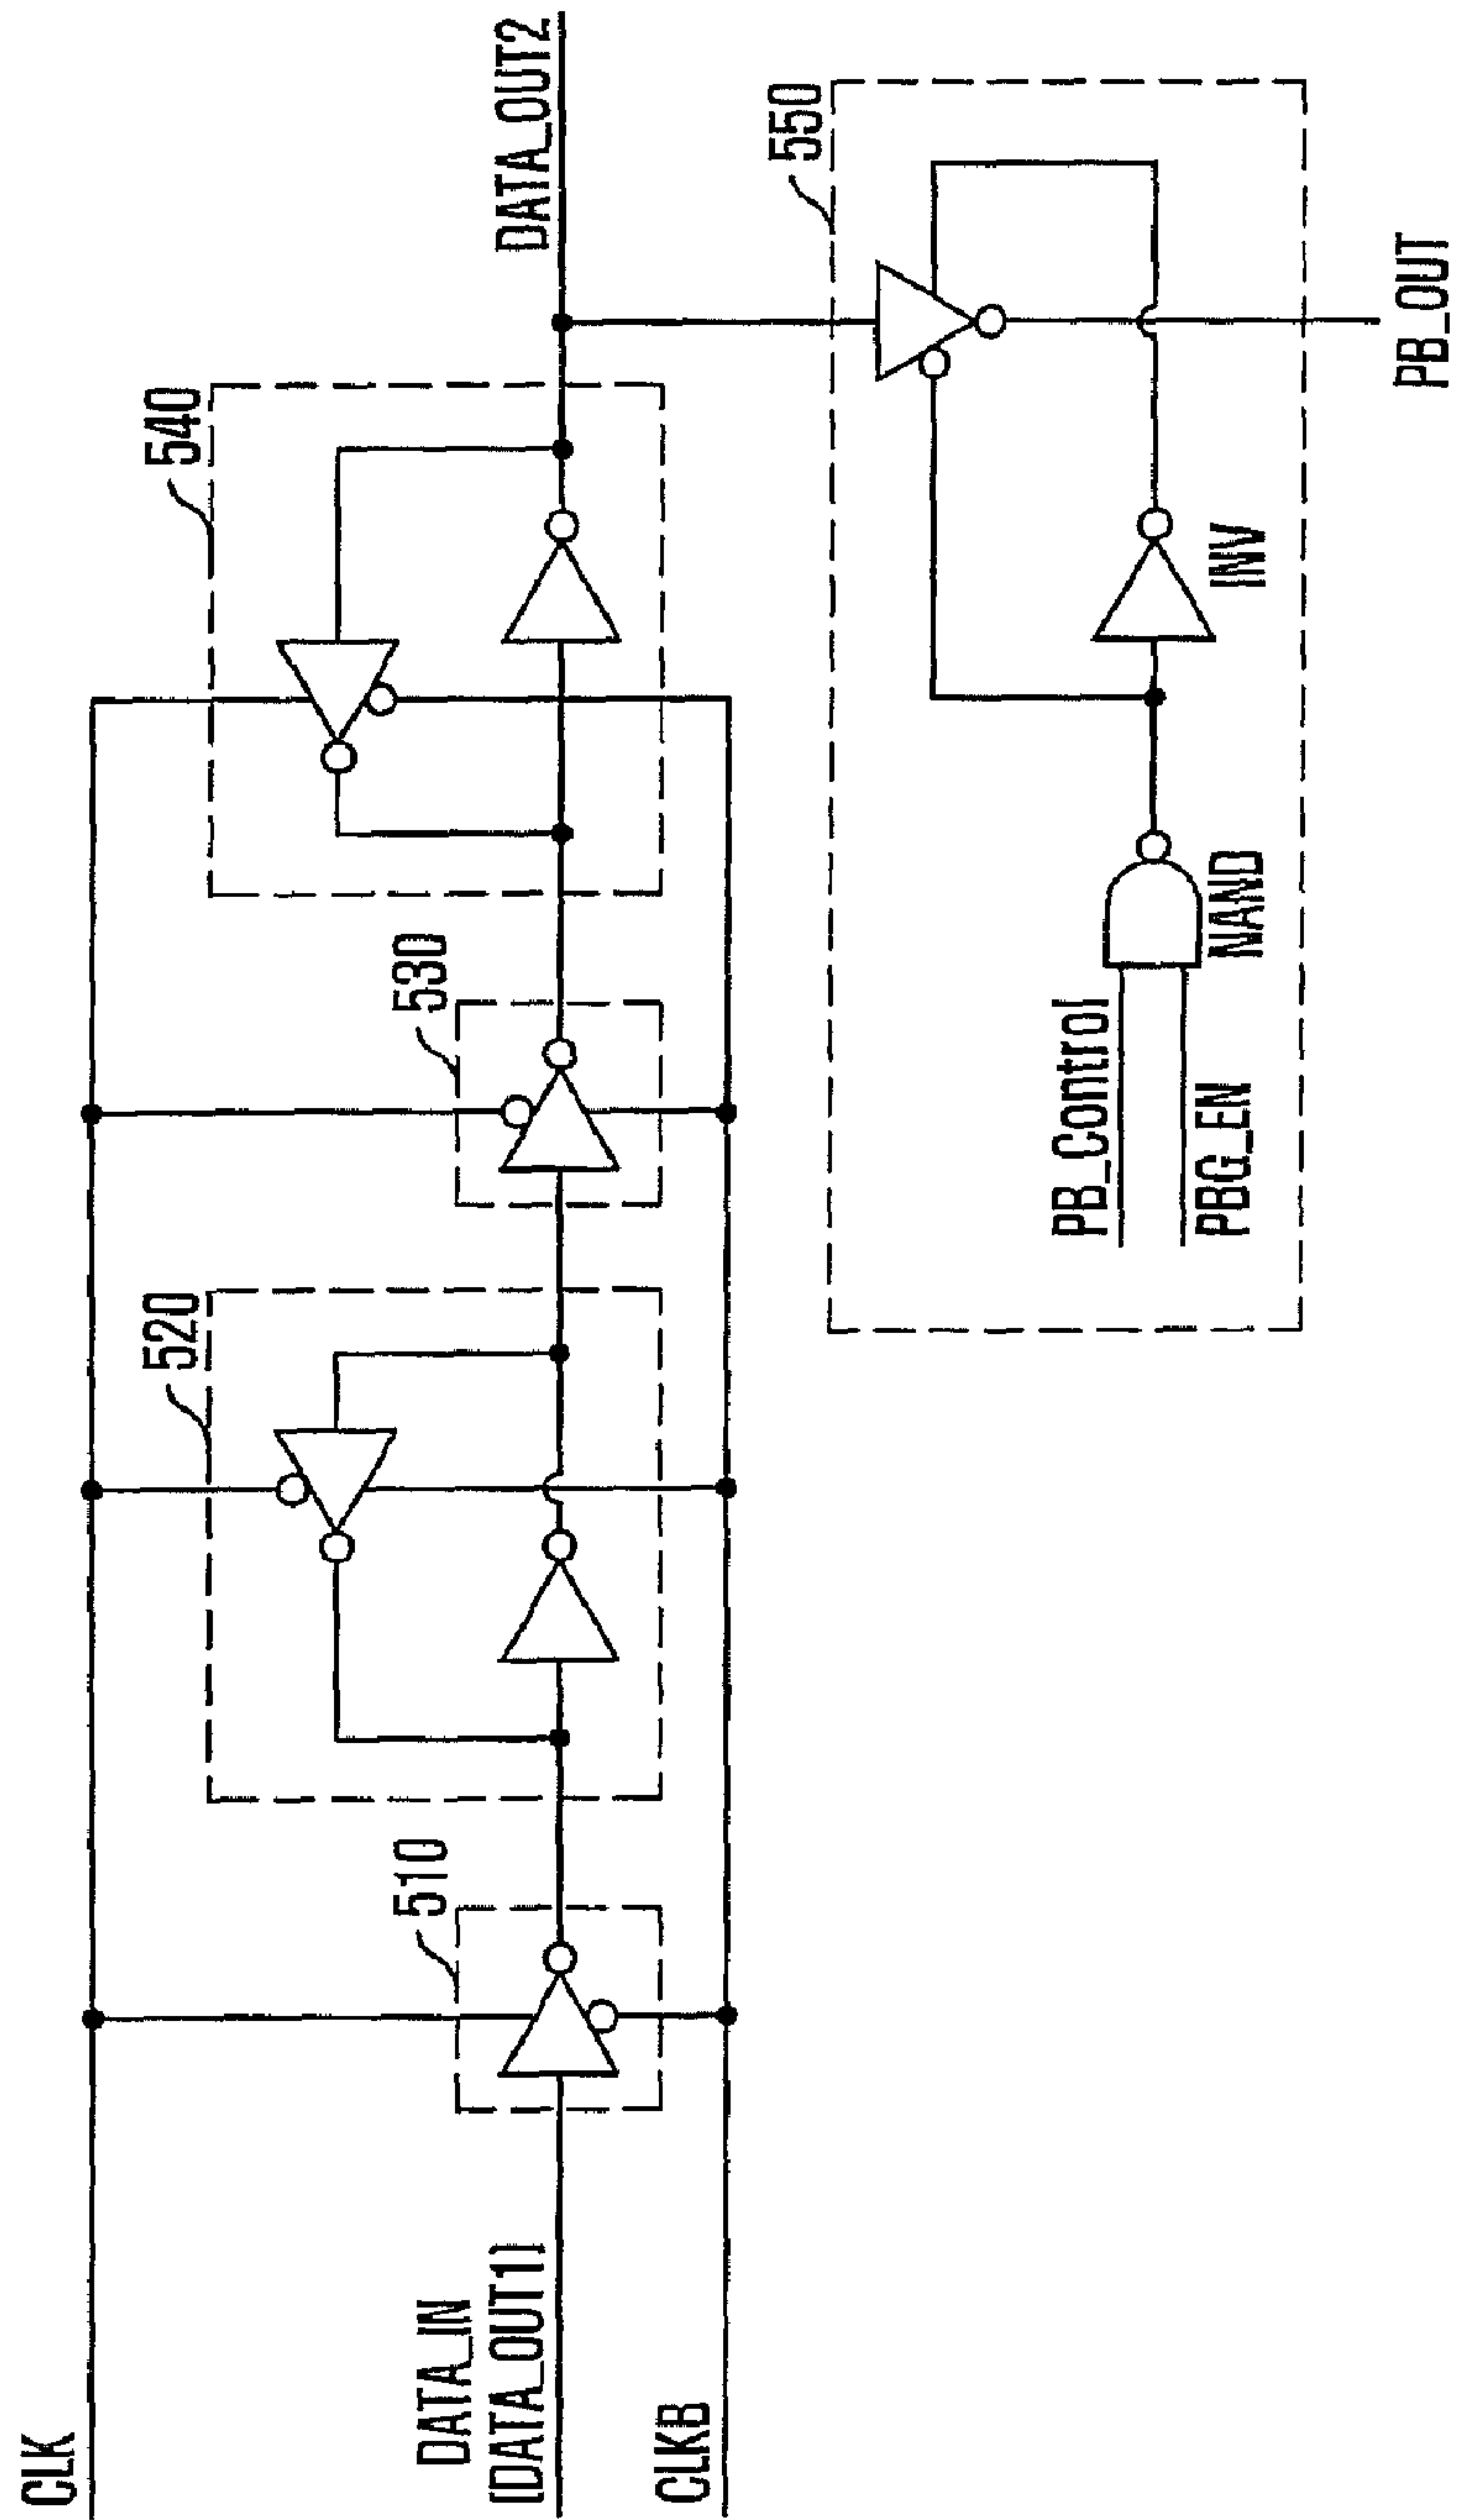 CLK
DATA_IN
(DATA_OUT1)
CLKB
510
520
530
540
DATA_OUT2
550
PB_Control
PBG_EN
NAND
INV
PB_OUT